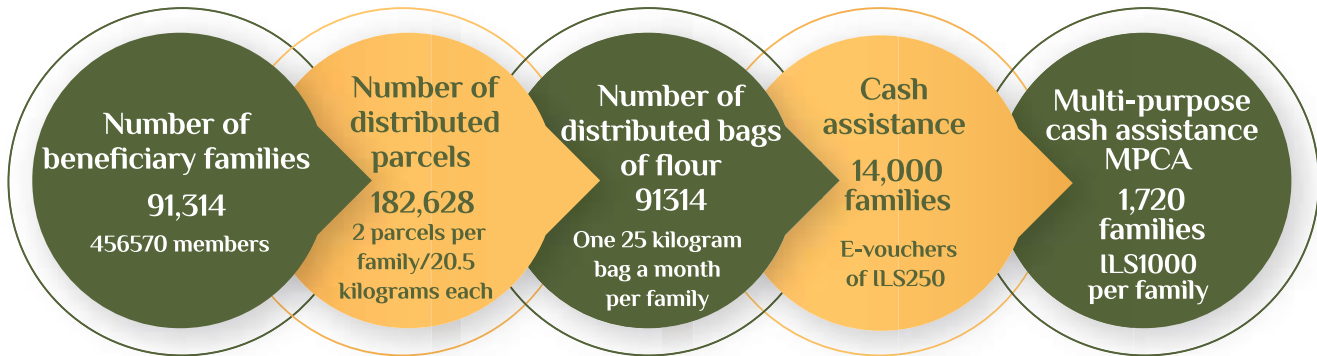 Number of
beneficiary families
91,314
456570 members
Number of
distributed
parcels
182,628
2 parcels per
family/20.5
kilograms each
Number of
distributed bags
of flour
91314
One 25 kilogram
bag a month
per family
Cash
assistance
14,000
families
E-vouchers
of ILS250
Multi-purpose
cash assistance
MPCA
1,720
families
ILS1000
per family